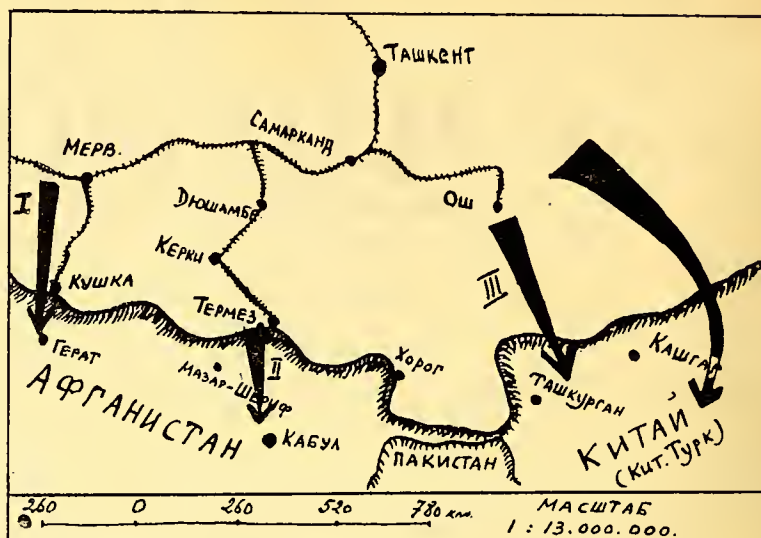 ТАШКЕНТ
САМАРКАНД
МЕРВ.
I
ДЮШАМБЕ
ОШ
КЕРКИ
КУШКА
III
ТЕРМЕЗ
ГЕРАТ
II
ХОРОГ
КАШГАР
МАЗАР-ШЕРИФ
ТАШКУРГАН
АФГАНИСТАН
КАБУЛ
КИТАЙ
(КИТ. ТУРК)
ПАКИСТАН
260 0 260 520 780 клм.
МАСШТАБ
1 : 13.000.000.